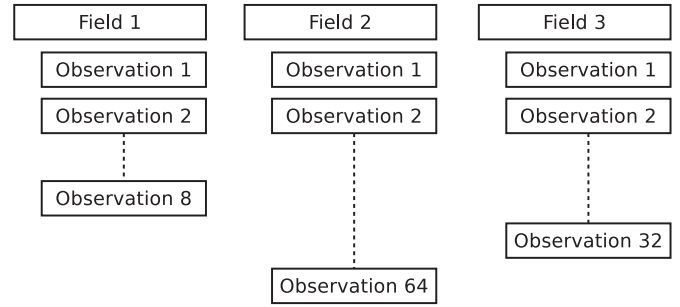 Field 1
Observation 1
Observation 2
Observation 8
Field 2
Observation 1
Observation 2
Observation 64
Field 3
Observation 1
Observation 2
Observation 32